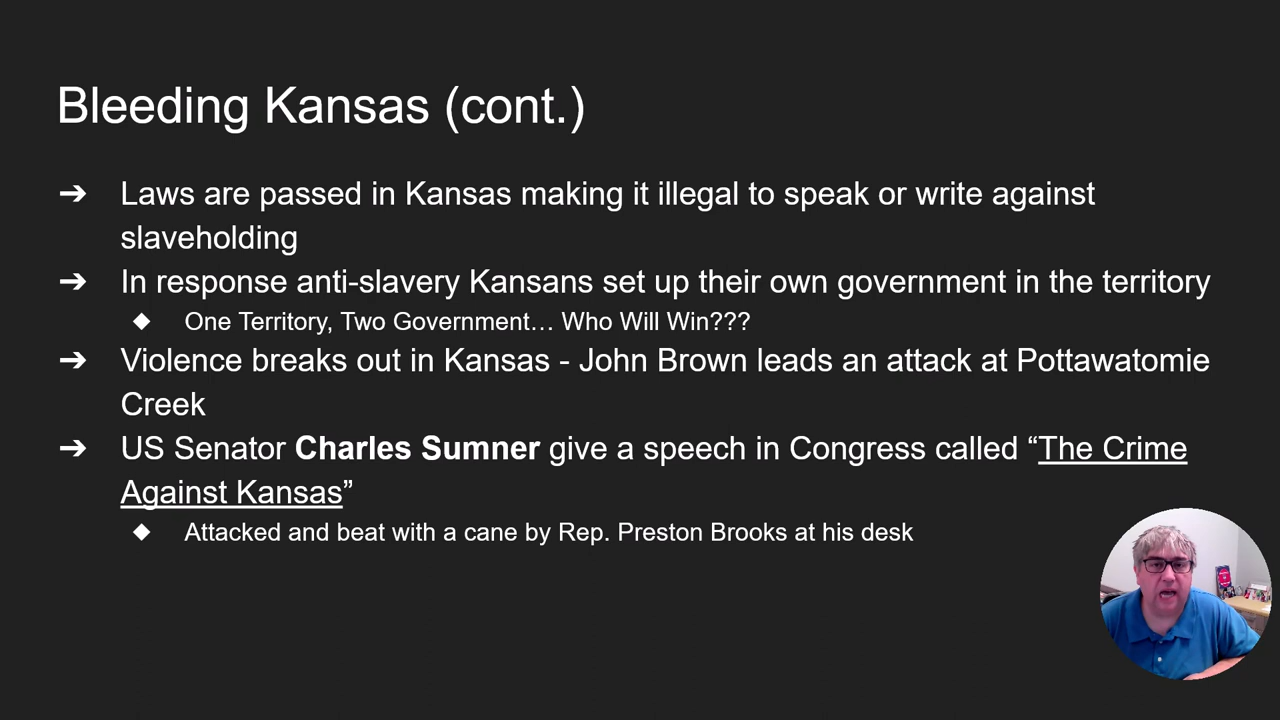 Bleeding Kansas (cont.)
➔ Laws are passed in Kansas making it illegal to speak or write against
slaveholding
➔ In response anti-slavery Kansans set up their own government in the territory
◆ One Territory, Two Government… Who Will Win???
➔ Violence breaks out in Kansas - John Brown leads an attack at Pottawatomie
Creek
➔ US Senator Charles Sumner give a speech in Congress called “The Crime
Against Kansas”
◆ Attacked and beat with a cane by Rep. Preston Brooks at his desk